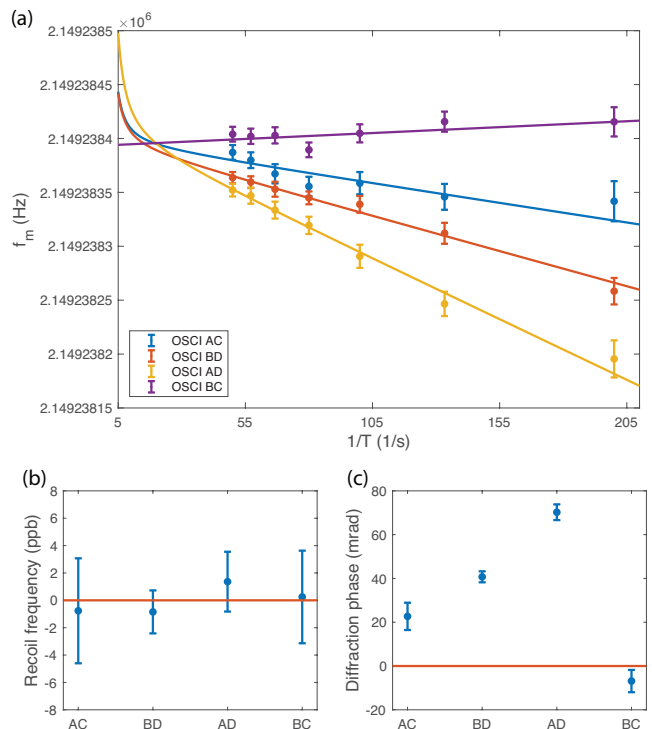 (a)
× 10⁶
2.1492385
2.14923845
2.1492384
2.14923835
2.1492383
2.14923825
2.1492382
2.14923815
f_m (Hz)
OSCI AC
OSCI BD
OSCI AD
OSCI BC
5 55 105 155 205
1/T (1/s)
(b)
8
6
4
2
0
-2
-4
-6
-8
Recoil frequency (ppb)
AC BD AD BC
(c)
80
60
40
20
0
-20
Diffraction phase (mrad)
AC BD AD BC